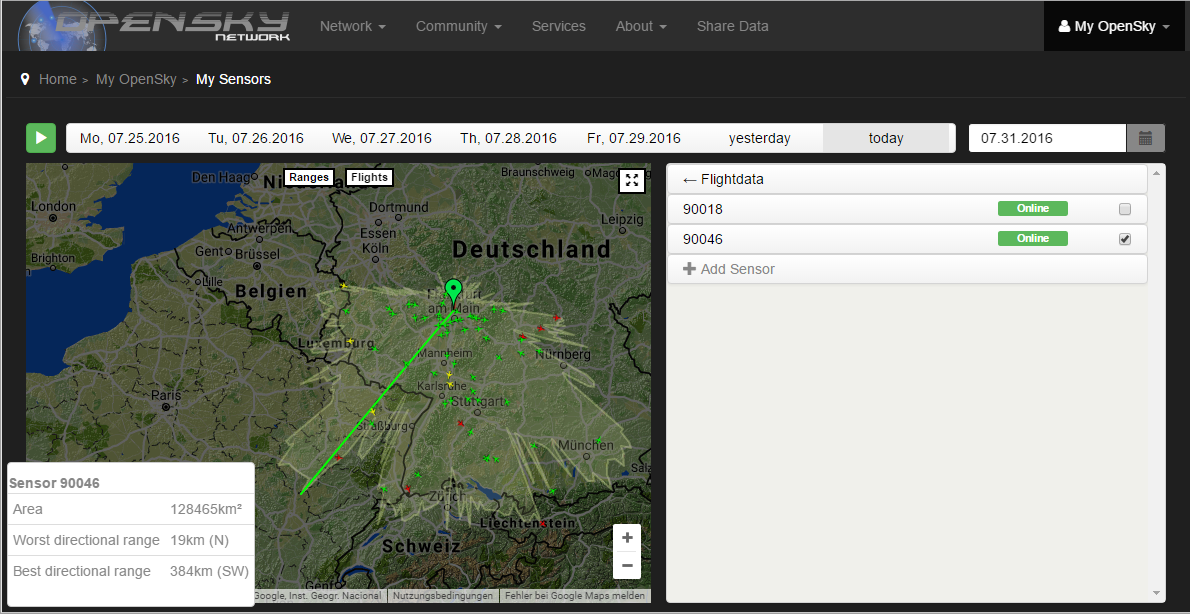 OPENSKY
NETWORK
Network Community Services About Share Data My OpenSky
Home > My OpenSky > My Sensors
Mo, 07.25.2016 Tu, 07.26.2016 We, 07.27.2016 Th, 07.28.2016 Fr, 07.29.2016 yesterday today 07.31.2016
Ranges Flights
Den Haag
Braunschweig
London
Dortmund
Leipzig
Antwerpen
Essen
Brighton
Gent
Brüssel
Köln
Deutschland
Lille
Belgien
am Main
Luxemburg
Mannheim
Nürnberg
Karlsruhe
Paris
Stuttgart
Straßburg
München
Zürich
Liechtenstein
Schweiz
Google, Inst. Geogr. Nacional Nutzungsbedingungen Fehler bei Google Maps melden
← Flightdata
90018 Online
90046 Online
Add Sensor
Sensor 90046
Area 128465km²
Worst directional range 19km (N)
Best directional range 384km (SW)